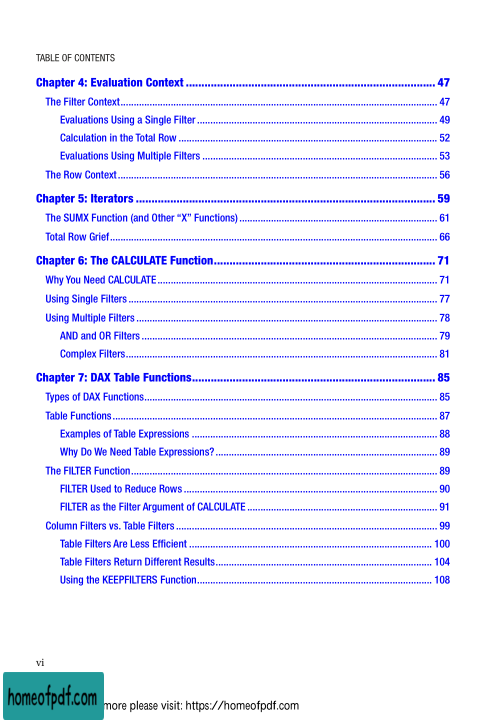 TABLE OF CONTENTS
Chapter 4: Evaluation Context ........ 47
The Filter Context ........ 47
Evaluations Using a Single Filter ........ 49
Calculation in the Total Row ........ 52
Evaluations Using Multiple Filters ........ 53
The Row Context ........ 56
Chapter 5: Iterators ........ 59
The SUMX Function (and Other “X” Functions) ........ 61
Total Row Grief ........ 66
Chapter 6: The CALCULATE Function ........ 71
Why You Need CALCULATE ........ 71
Using Single Filters ........ 77
Using Multiple Filters ........ 78
AND and OR Filters ........ 79
Complex Filters ........ 81
Chapter 7: DAX Table Functions ........ 85
Types of DAX Functions ........ 85
Table Functions ........ 87
Examples of Table Expressions ........ 88
Why Do We Need Table Expressions? ........ 89
The FILTER Function ........ 89
FILTER Used to Reduce Rows ........ 90
FILTER as the Filter Argument of CALCULATE ........ 91
Column Filters vs. Table Filters ........ 99
Table Filters Are Less Efficient ........ 100
Table Filters Return Different Results ........ 104
Using the KEEPFILTERS Function ........ 108
vi
homeofpdf.com more please visit: https://homeofpdf.com